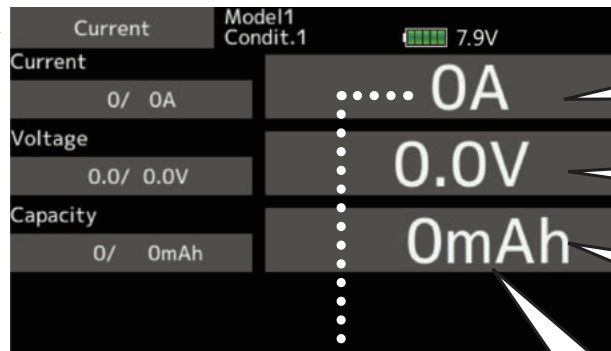 Current
Model1
Condit.1
7.9V
Current
0/ 0A
0A
Voltage
0.0/ 0.0V
0.0V
Capacity
0/ 0mAh
0mAh